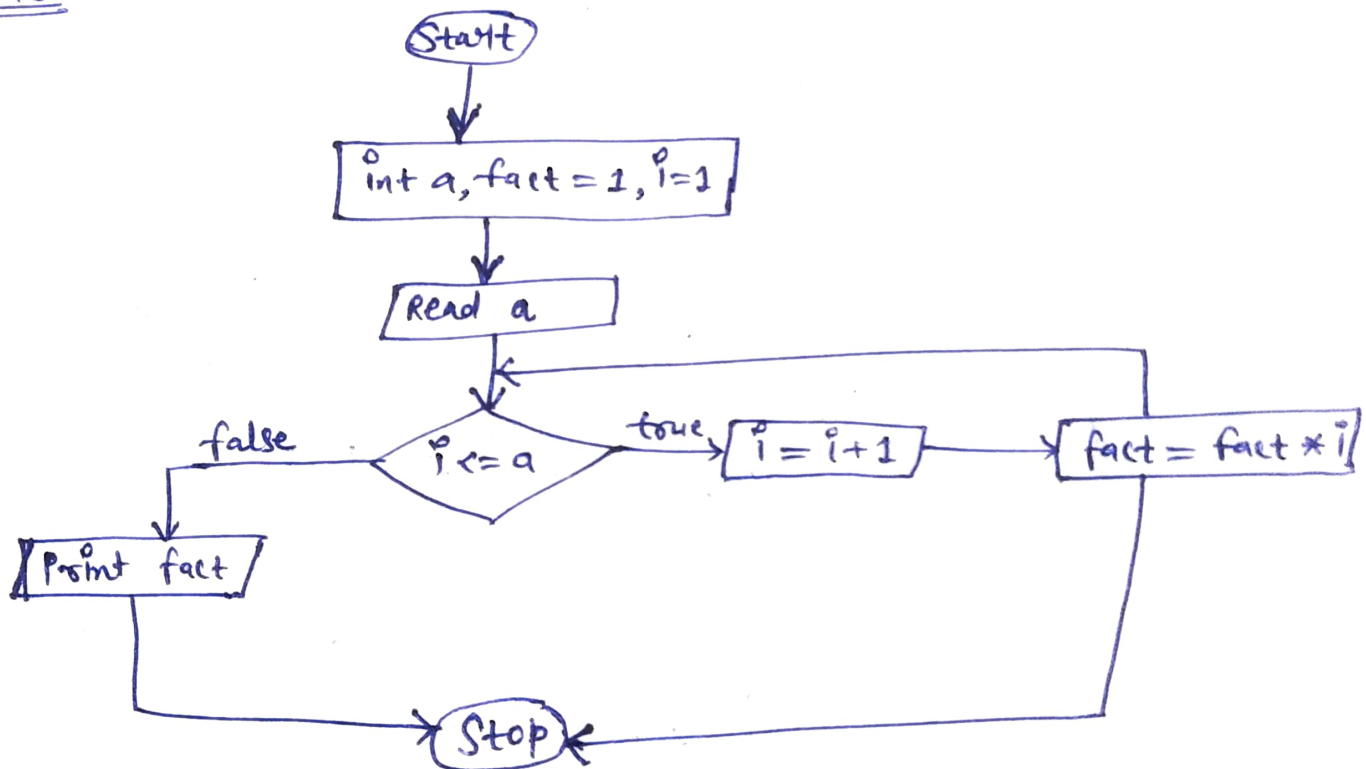 Start
int a, fact = 1, i=1
Read a
false
i <= a
true
i = i+1
fact = fact * i
Print fact
Stop